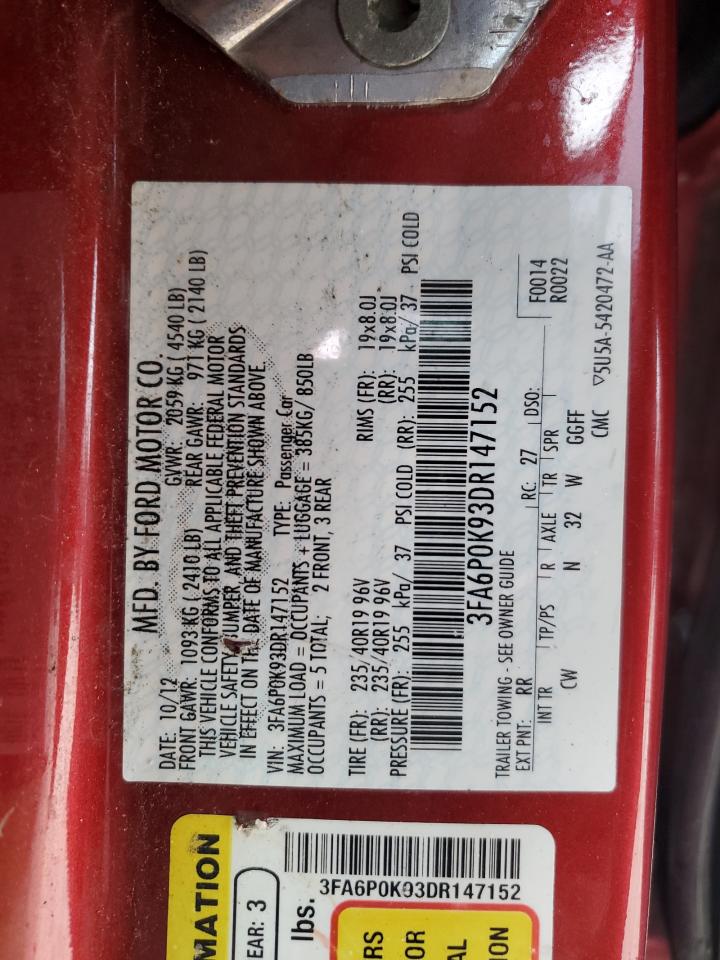 MFD. BY FORD MOTOR CO.
DATE: 10/12 GVWR: 2059 KG ( 4540 LB)
FRONT GAWR: 1093 KG ( 2410 LB) REAR GAWR: 971 KG ( 2140 LB)
THIS VEHICLE CONFORMS TO ALL APPLICABLE FEDERAL MOTOR
VEHICLE SAFETY, BUMPER, AND THEFT PREVENTION STANDARDS
IN EFFECT ON THE DATE OF MANUFACTURE SHOWN ABOVE.
VIN: 3FA6P0K93DR147152 TYPE: Passenger Car
MAXIMUM LOAD = OCCUPANTS + LUGGAGE = 385KG/ 850LB
OCCUPANTS = 5 TOTAL; 2 FRONT, 3 REAR
TIRE (FR): 235/40R19 96V RIMS (FR): 19x8.0J
(RR): 235/40R19 96V (RR): 19x8.0J
PRESSURE (FR): 255 kPa/ 37 PSI COLD (RR): 255 kPa/ 37 PSI COLD
3FA6P0K93DR147152
TRAILER TOWING - SEE OWNER GUIDE
EXT PNT: RR RC: 27 DSO: F0014
R0022
INT TR TP/PS R AXLE TR SPR
CW N 32 W GGFF
CMC ▽5U5A-5420472-AA
MATION
EAR: 3
lbs.
3FA6P0K93DR147152
RS
OR
AL
ION